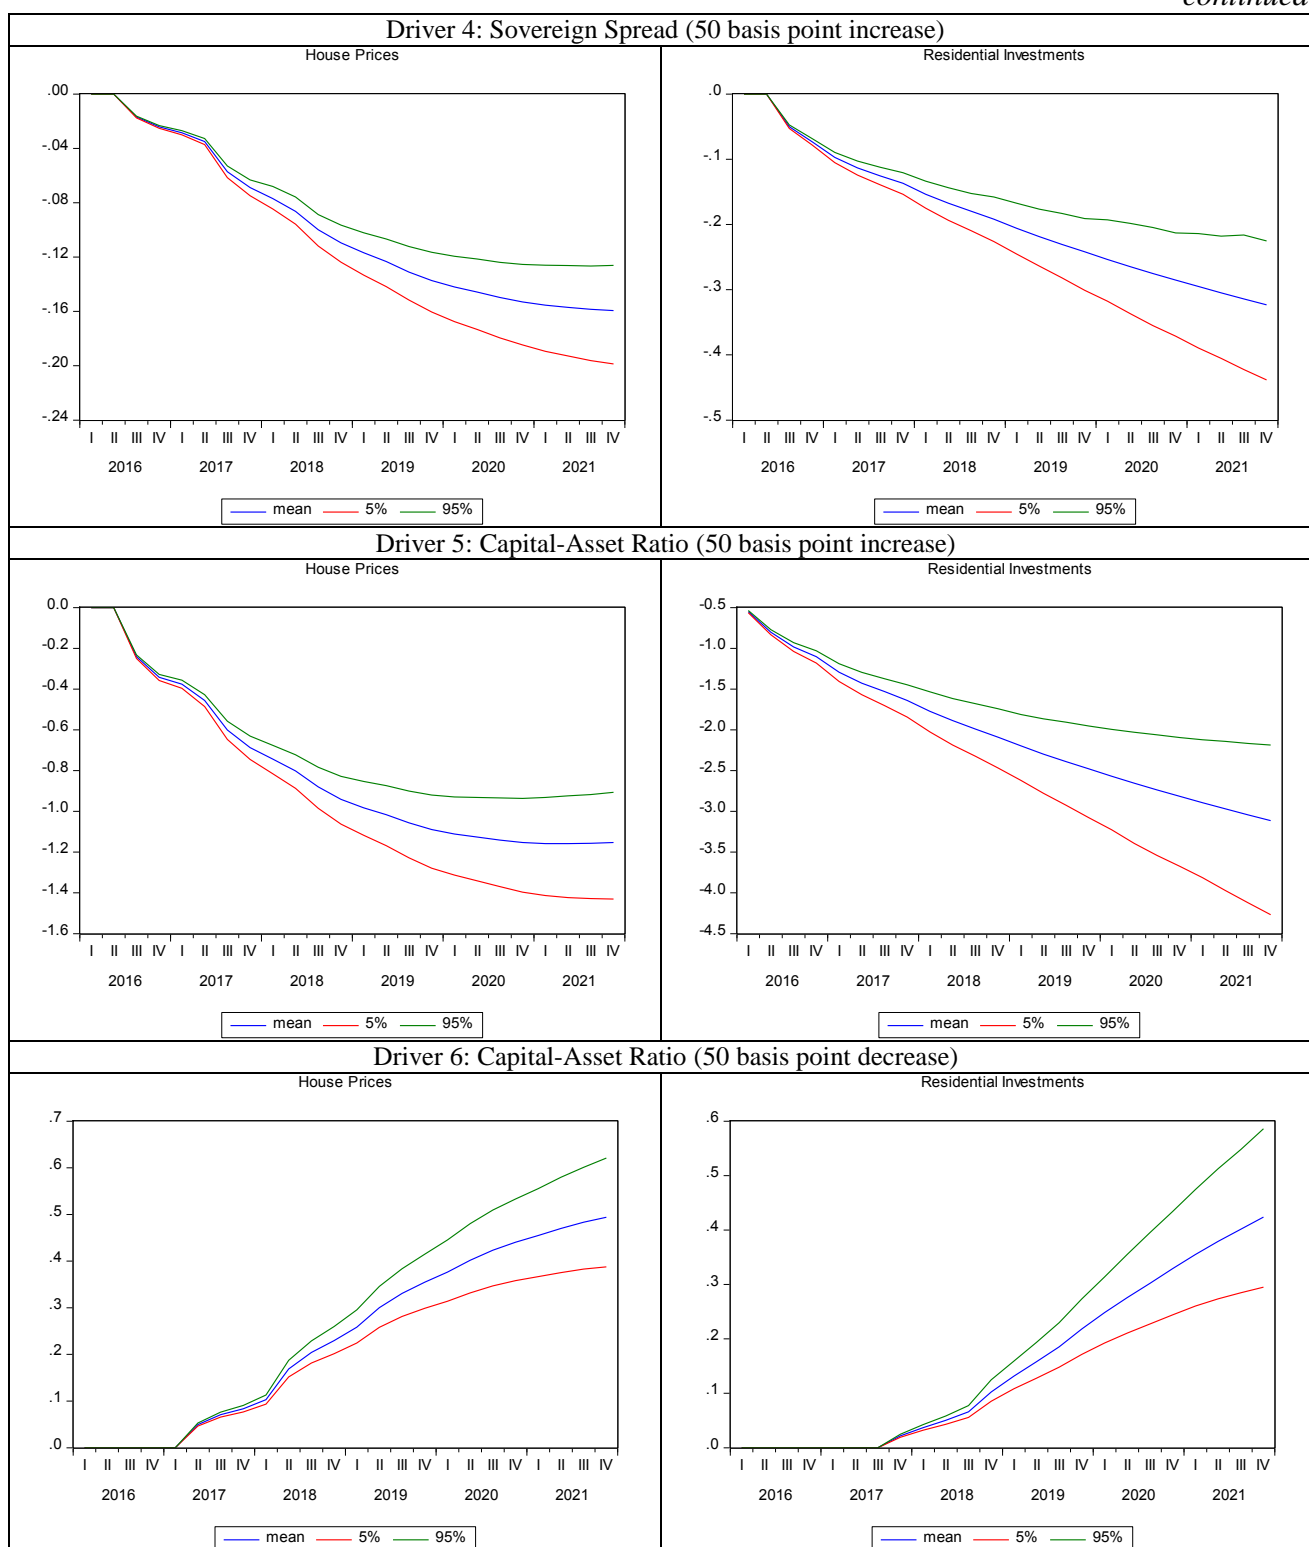 continued
Driver 4: Sovereign Spread (50 basis point increase)
House Prices
.00
-.04
-.08
-.12
-.16
-.20
-.24
I II III IV I II III IV I II III IV I II III IV I II III IV I II III IV
2016 2017 2018 2019 2020 2021
mean 5% 95%
Residential Investments
.0
-.1
-.2
-.3
-.4
-.5
I II III IV I II III IV I II III IV I II III IV I II III IV I II III IV
2016 2017 2018 2019 2020 2021
mean 5% 95%
Driver 5: Capital-Asset Ratio (50 basis point increase)
House Prices
0.0
-0.2
-0.4
-0.6
-0.8
-1.0
-1.2
-1.4
-1.6
I II III IV I II III IV I II III IV I II III IV I II III IV I II III IV
2016 2017 2018 2019 2020 2021
mean 5% 95%
Residential Investments
-0.5
-1.0
-1.5
-2.0
-2.5
-3.0
-3.5
-4.0
-4.5
I II III IV I II III IV I II III IV I II III IV I II III IV I II III IV
2016 2017 2018 2019 2020 2021
mean 5% 95%
Driver 6: Capital-Asset Ratio (50 basis point decrease)
House Prices
.7
.6
.5
.4
.3
.2
.1
.0
I II III IV I II III IV I II III IV I II III IV I II III IV I II III IV
2016 2017 2018 2019 2020 2021
mean 5% 95%
Residential Investments
.6
.5
.4
.3
.2
.1
.0
I II III IV I II III IV I II III IV I II III IV I II III IV I II III IV
2016 2017 2018 2019 2020 2021
mean 5% 95%